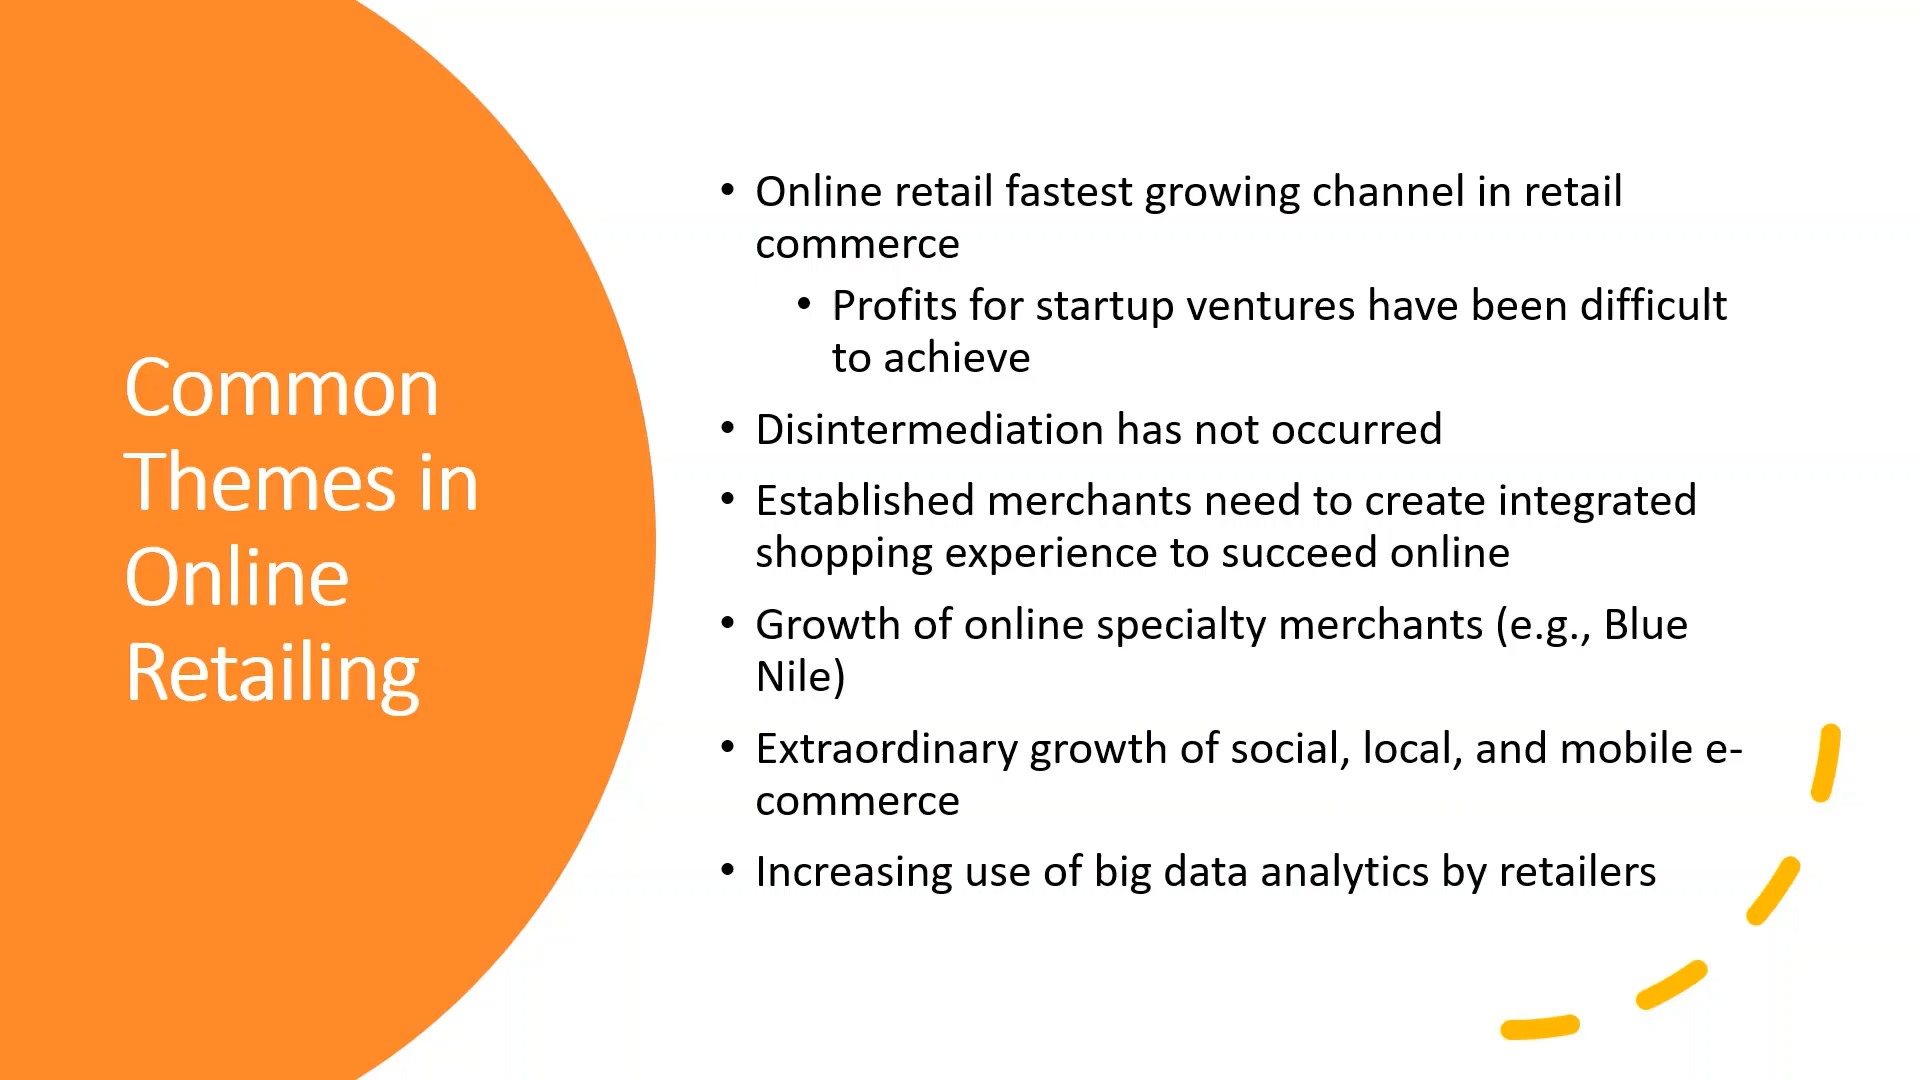 Common
Themes in
Online
Retailing
• Online retail fastest growing channel in retail
commerce
• Profits for startup ventures have been difficult
to achieve
• Disintermediation has not occurred
• Established merchants need to create integrated
shopping experience to succeed online
• Growth of online specialty merchants (e.g., Blue
Nile)
• Extraordinary growth of social, local, and mobile e-
commerce
• Increasing use of big data analytics by retailers